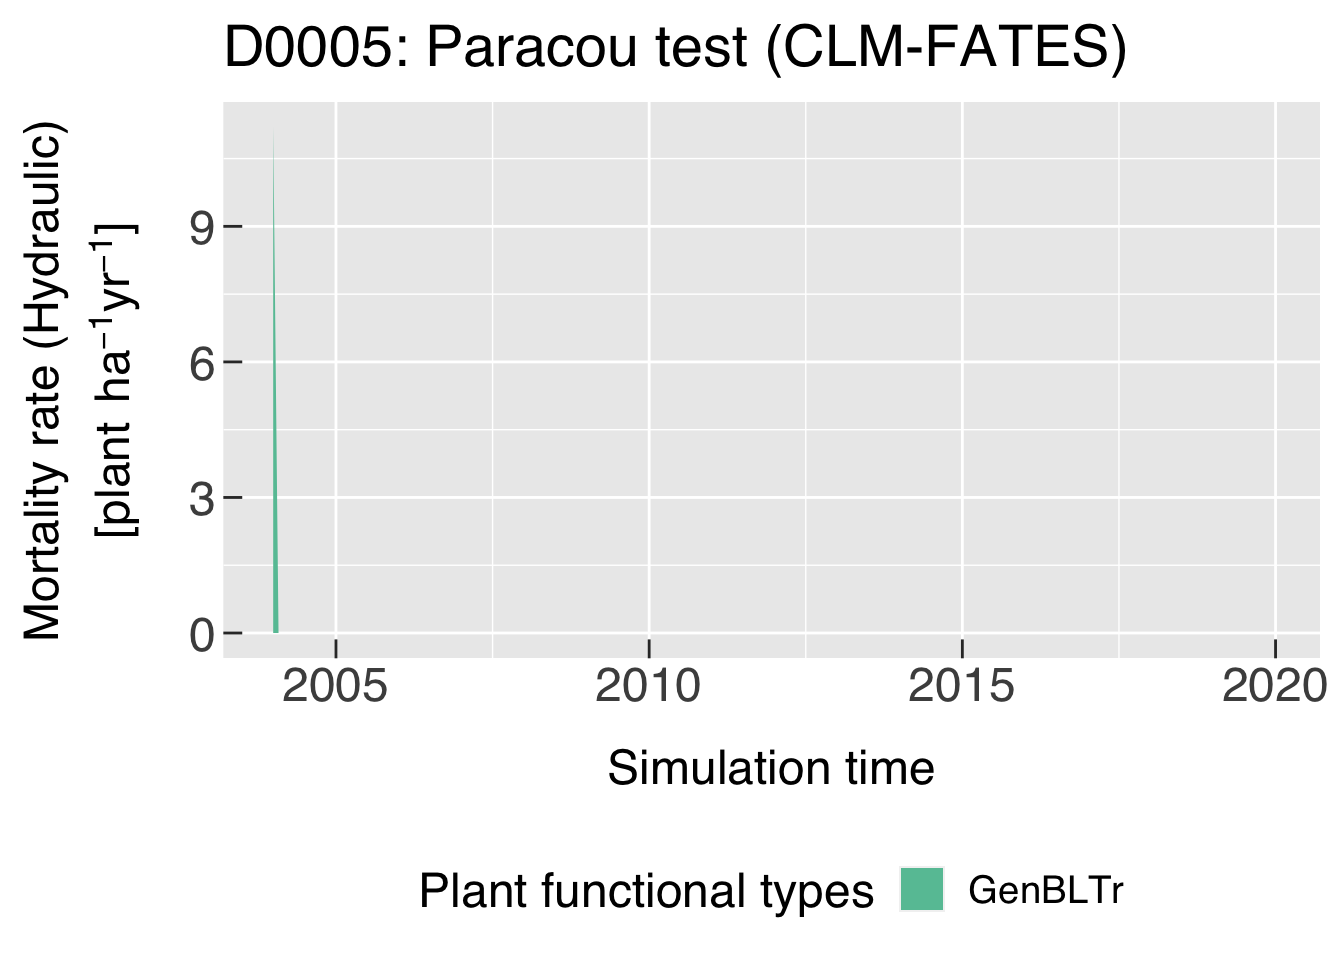 D0005: Paracou test (CLM-FATES)
Mortality rate (Hydraulic)
[plant ha⁻¹yr⁻¹]
9
6
3
0
2005 2010 2015 2020
Simulation time
Plant functional types GenBLTr